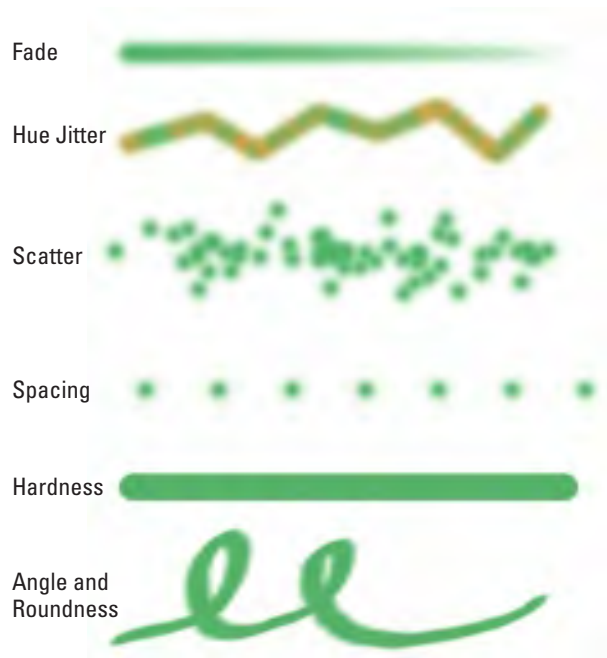 Fade
Hue Jitter
Scatter
Spacing
Hardness
Angle and
Roundness